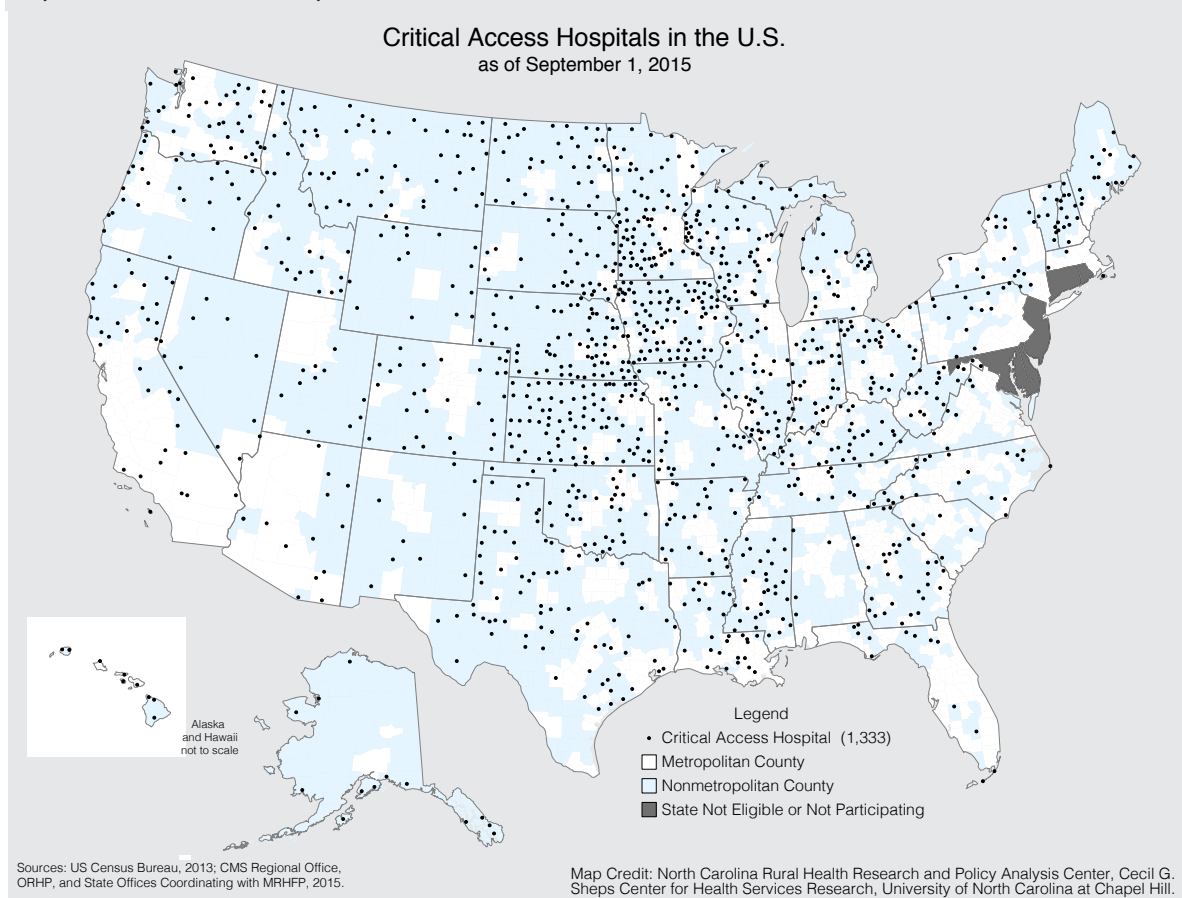 Critical Access Hospitals in the U.S.
as of September 1, 2015
Alaska
and Hawaii
not to scale
Legend
Critical Access Hospital (1,333)
Metropolitan County
Nonmetropolitan County
State Not Eligible or Not Participating
Sources: US Census Bureau, 2013; CMS Regional Office,
ORHP, and State Offices Coordinating with MRHFP, 2015.
Map Credit: North Carolina Rural Health Research and Policy Analysis Center, Cecil G.
Sheps Center for Health Services Research, University of North Carolina at Chapel Hill.